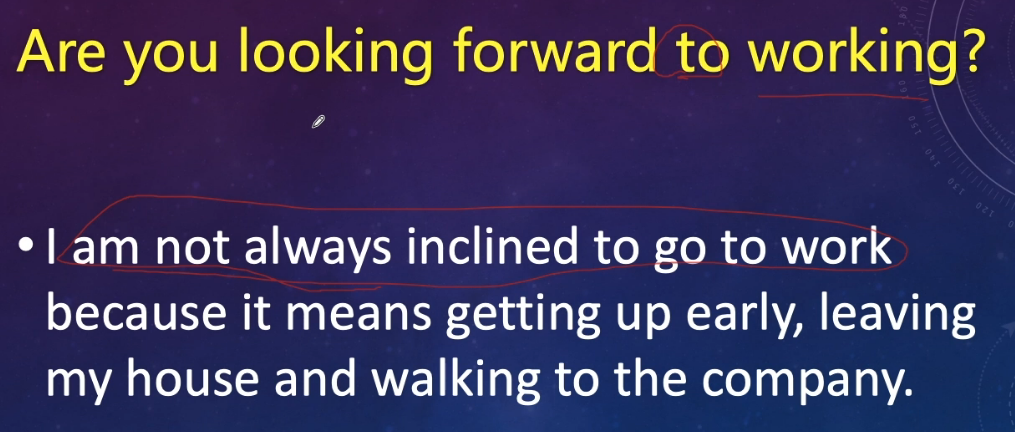 Are you looking forward to working?
• I am not always inclined to go to work
because it means getting up early, leaving
my house and walking to the company.